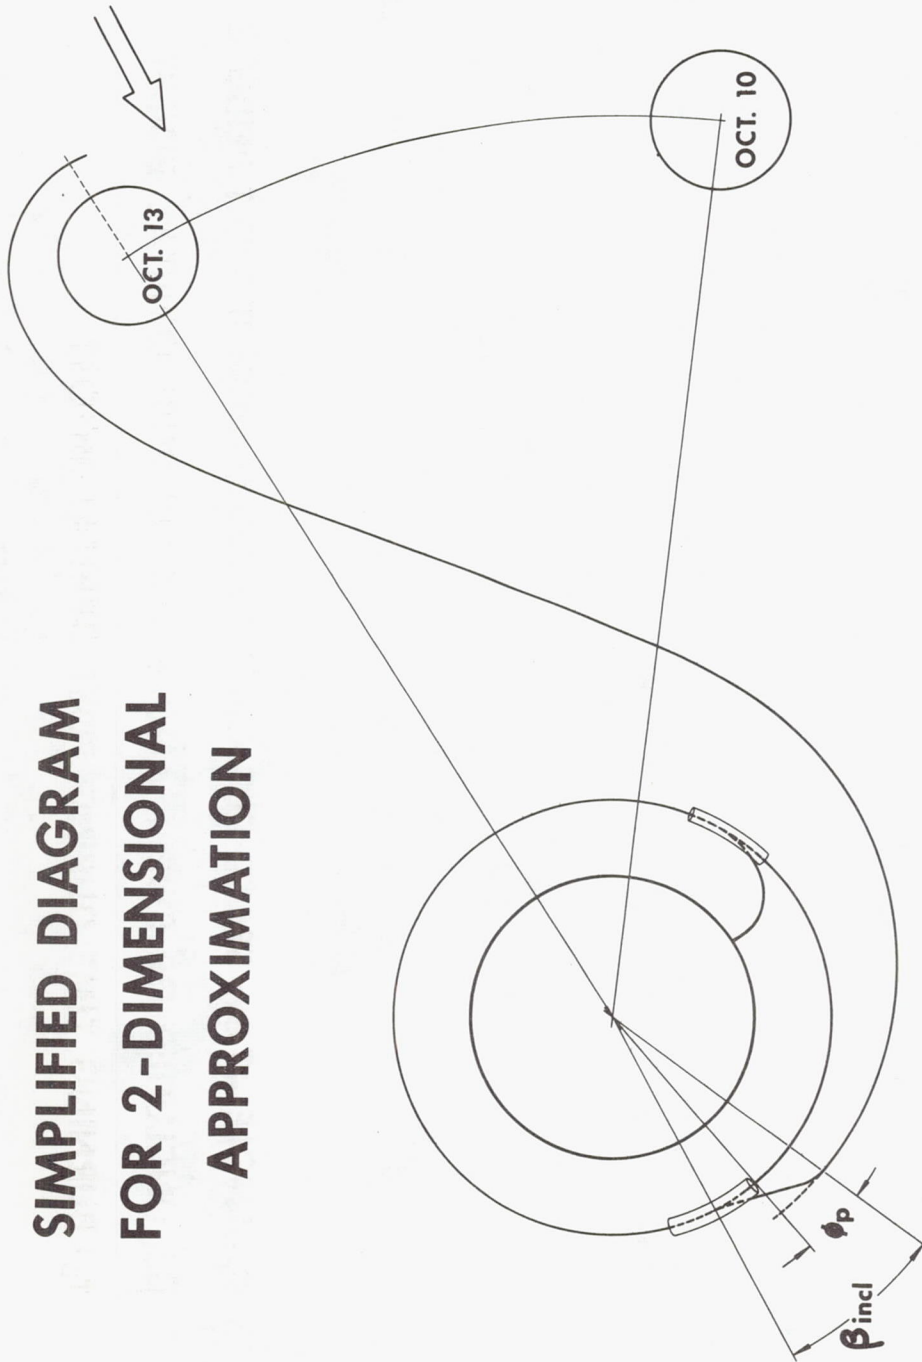 SIMPLIFIED DIAGRAM
FOR 2-DIMENSIONAL
APPROXIMATION
OCT. 13
OCT. 10
ϕp
βincl